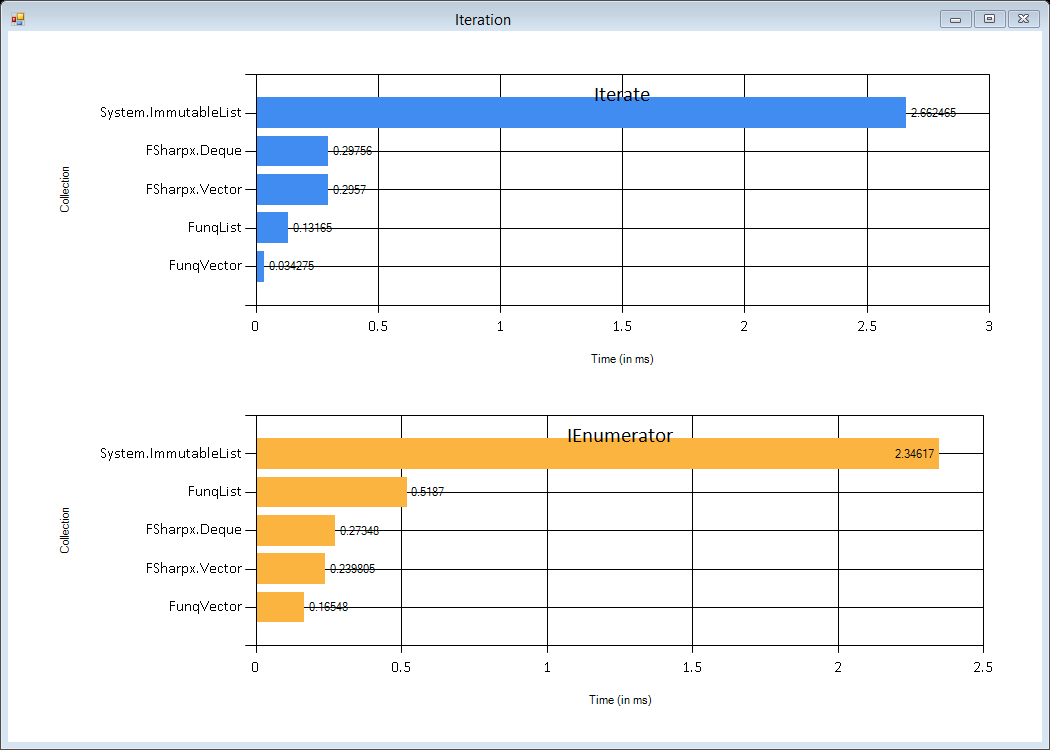 Iteration
Iterate
System.ImmutableList 2.662465
FSharpx.Deque 0.29756
FSharpx.Vector 0.2957
FunqList 0.13165
FunqVector 0.034275
Collection
0 0.5 1 1.5 2 2.5 3
Time (in ms)
IEnumerator
System.ImmutableList 2.34617
FunqList 0.5187
FSharpx.Deque 0.27348
FSharpx.Vector 0.239805
FunqVector 0.16548
Collection
0 0.5 1 1.5 2 2.5
Time (in ms)